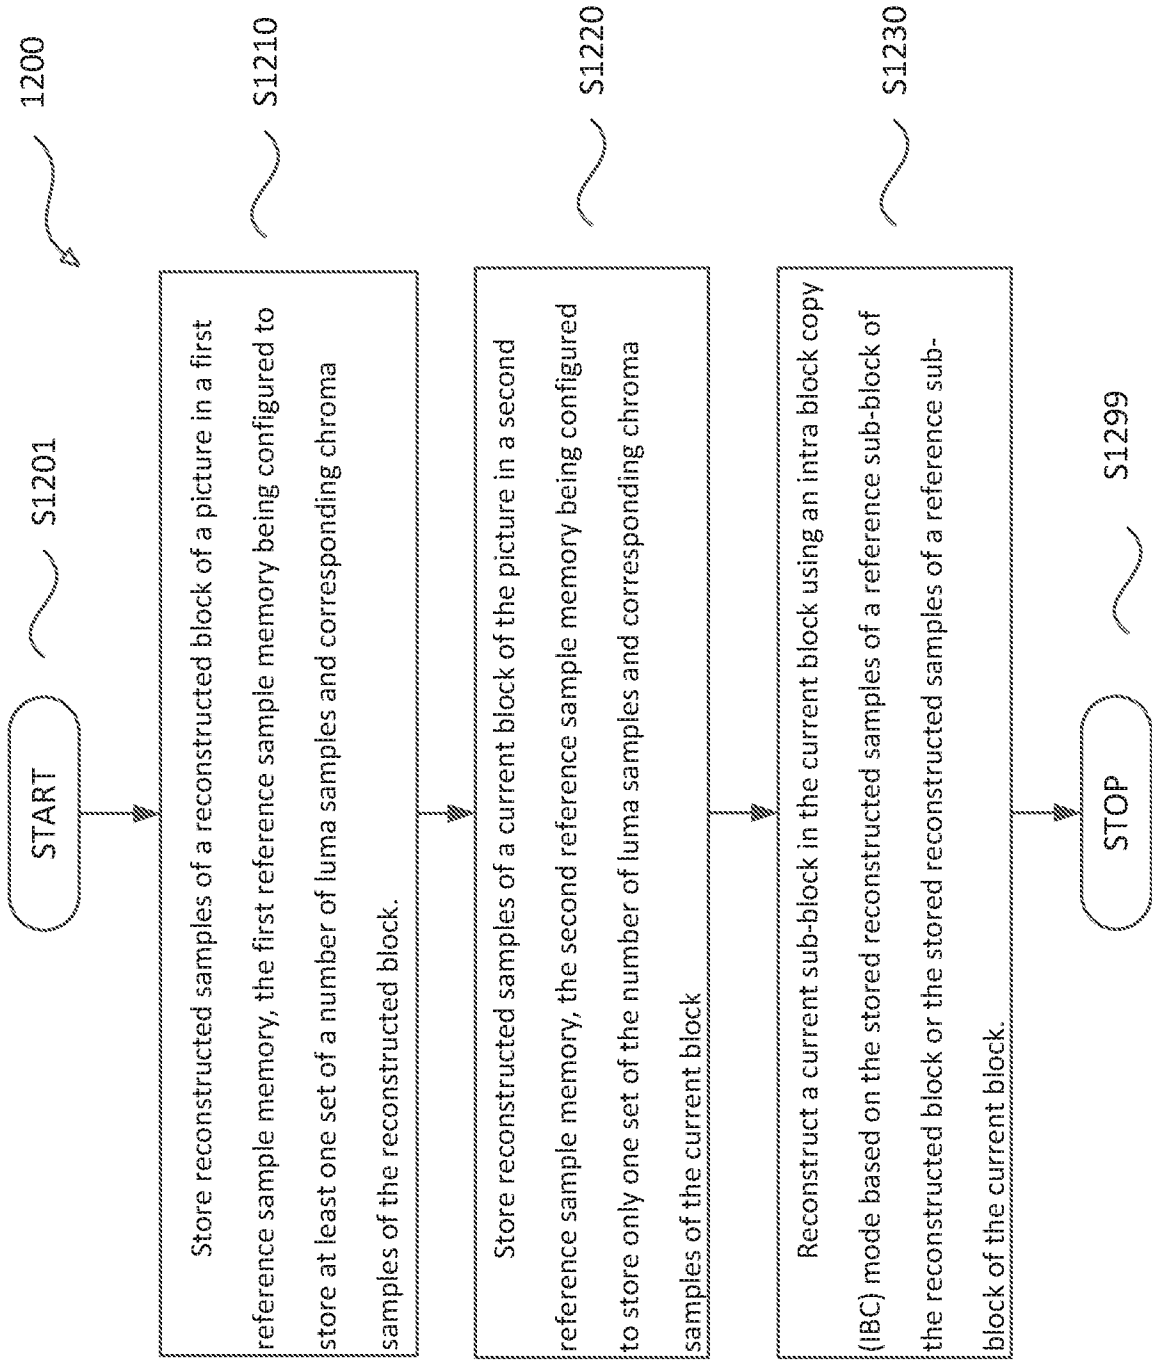 1200
START
S1201
Store reconstructed samples of a reconstructed block of a picture in a first
reference sample memory, the first reference sample memory being configured to
store at least one set of a number of luma samples and corresponding chroma
samples of the reconstructed block.
S1210
Store reconstructed samples of a current block of the picture in a second
reference sample memory, the second reference sample memory being configured
to store only one set of the number of luma samples and corresponding chroma
samples of the current block
S1220
Reconstruct a current sub-block in the current block using an intra block copy
(IBC) mode based on the stored reconstructed samples of a reference sub-block of
the reconstructed block or the stored reconstructed samples of a reference sub-
block of the current block.
S1230
STOP
S1299